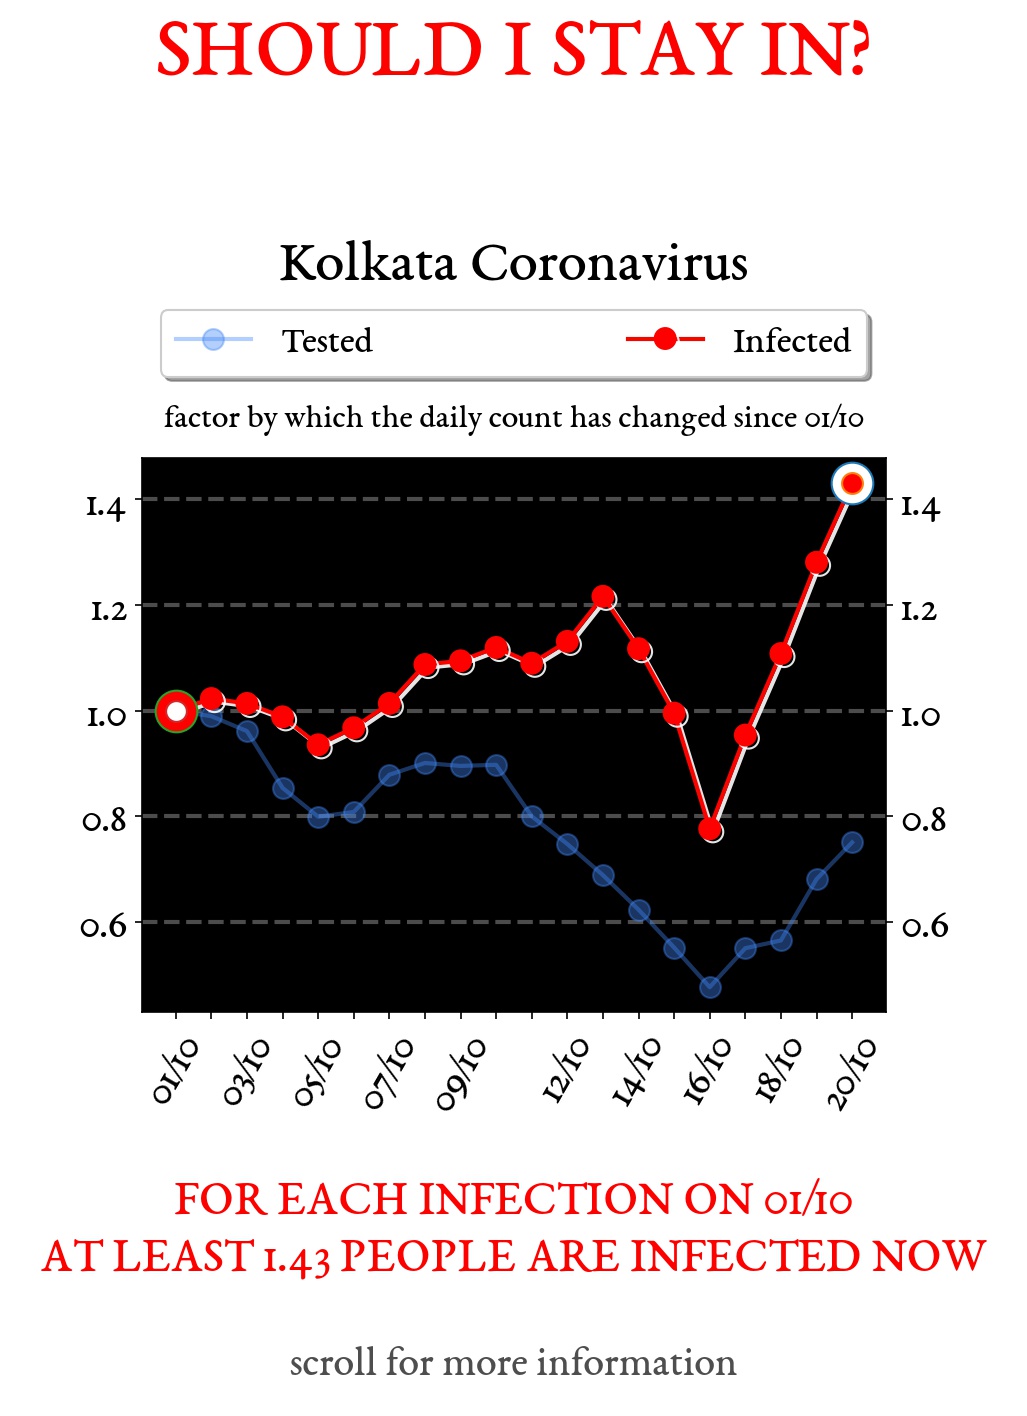 SHOULD I STAY IN?
Kolkata Coronavirus
Tested Infected
factor by which the daily count has changed since 01/10
1.4 1.4
1.2 1.2
1.0 1.0
0.8 0.8
0.6 0.6
01/10 03/10 05/10 07/10 09/10 12/10 14/10 16/10 18/10 20/10
FOR EACH INFECTION ON 01/10
AT LEAST 1.43 PEOPLE ARE INFECTED NOW
scroll for more information